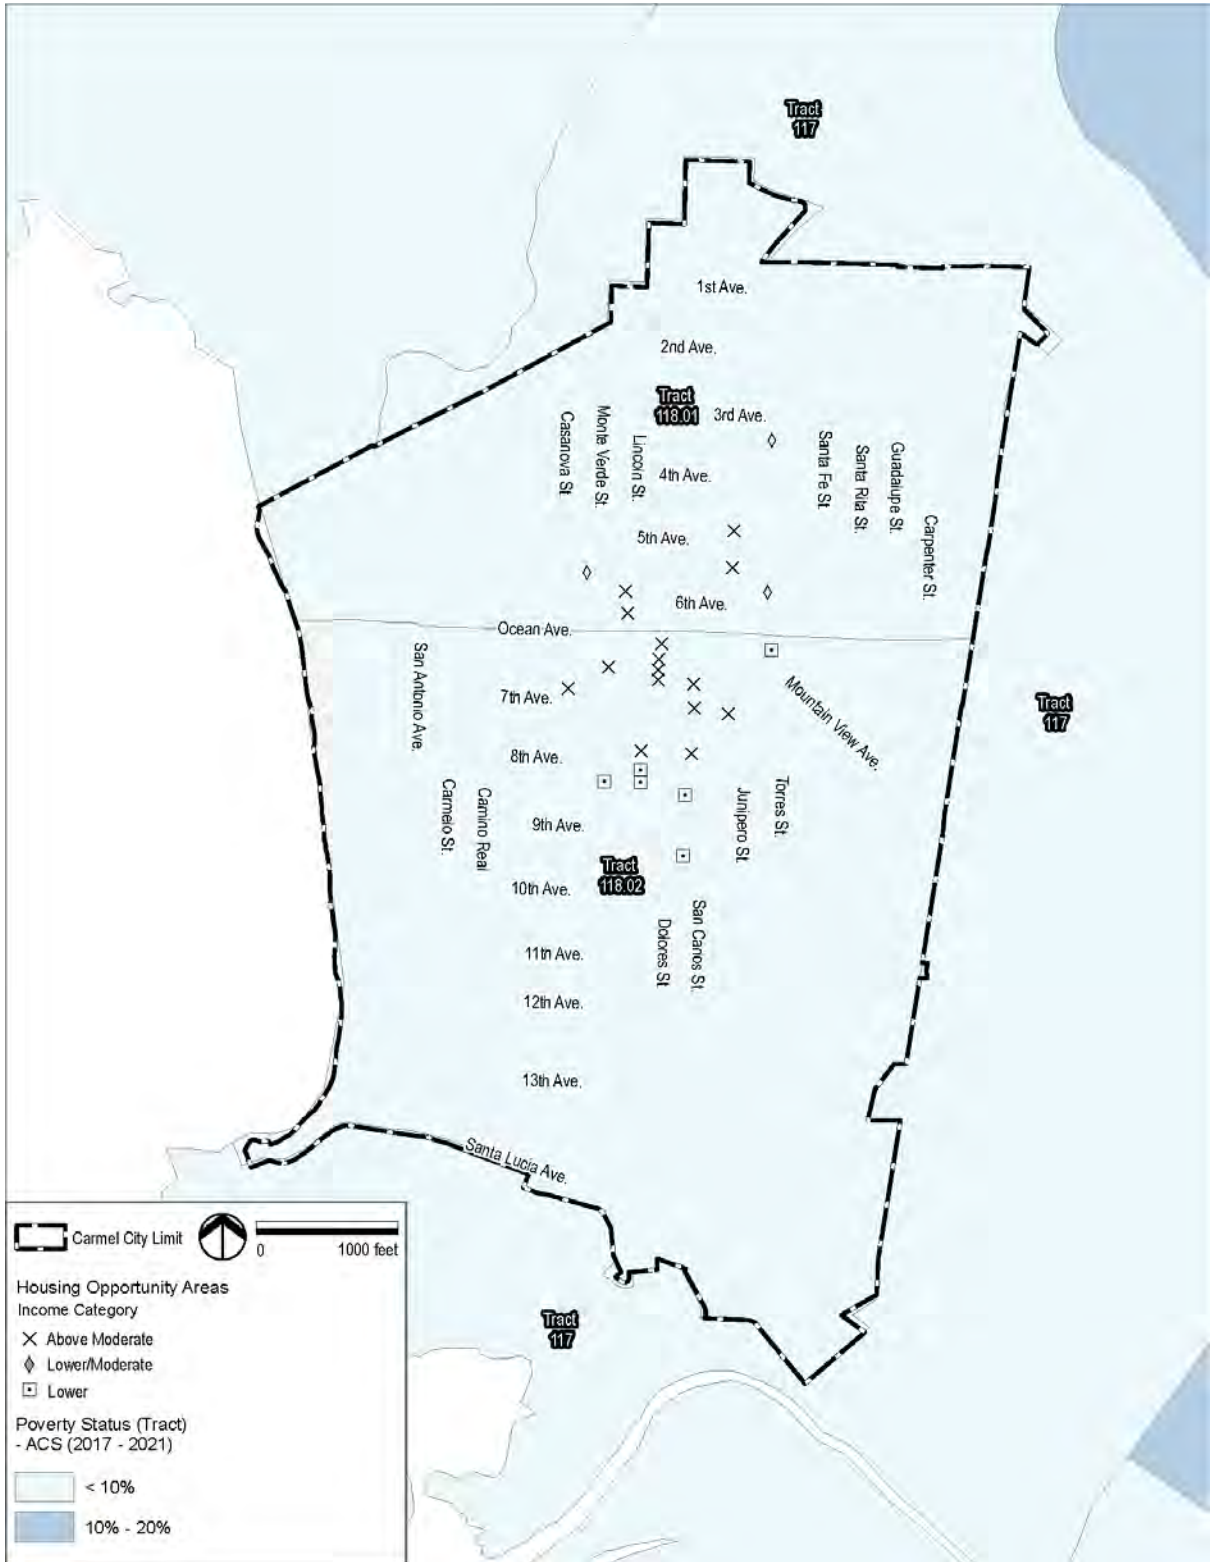 Tract
117
1st Ave.
2nd Ave.
Tract
118.01
3rd Ave.
Casanova St.
Monte Verde St.
Lincoln St.
4th Ave.
Santa Fe St.
Santa Rita St.
Guadalupe St.
Carpenter St.
5th Ave.
6th Ave.
Ocean Ave.
San Antonio Ave.
7th Ave.
Mountain View Ave.
Tract
117
8th Ave.
Carmelo St.
Camino Real
Junipero St.
Torres St.
9th Ave.
Tract
118.02
10th Ave.
Dolores St
San Carlos St.
11th Ave.
12th Ave.
13th Ave.
Santa Lucia Ave.
Tract
117
Carmel City Limit
0
1000 feet
Housing Opportunity Areas
Income Category
Above Moderate
Lower/Moderate
Lower
Poverty Status (Tract)
- ACS (2017 - 2021)
< 10%
10% - 20%